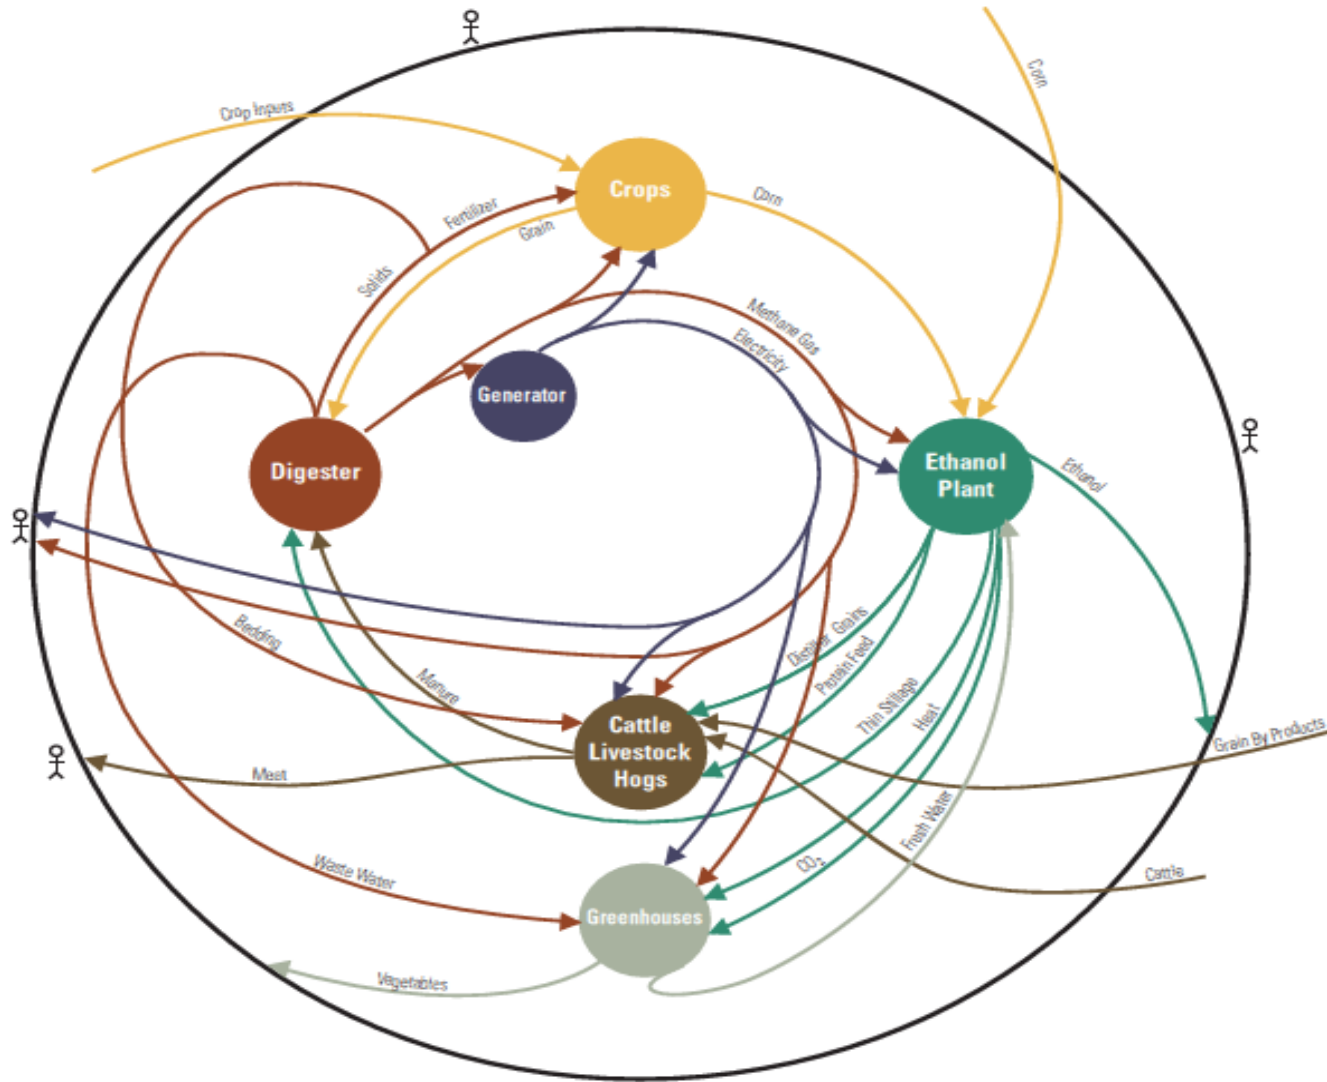 Corn
Crop Inputs
Crops
Corn
Fertilizer
Grain
Solids
Methane Gas
Electricity
Generator
Digester
Ethanol
Plant
Ethanol
Bedding
Manure
Distiller Grains
Protein Feed
Thin Stillage
Heat
Grain By Products
Cattle
Livestock
Hogs
Meat
Fresh Water
CO₂
Cattle
Waste Water
Greenhouses
Vegetables